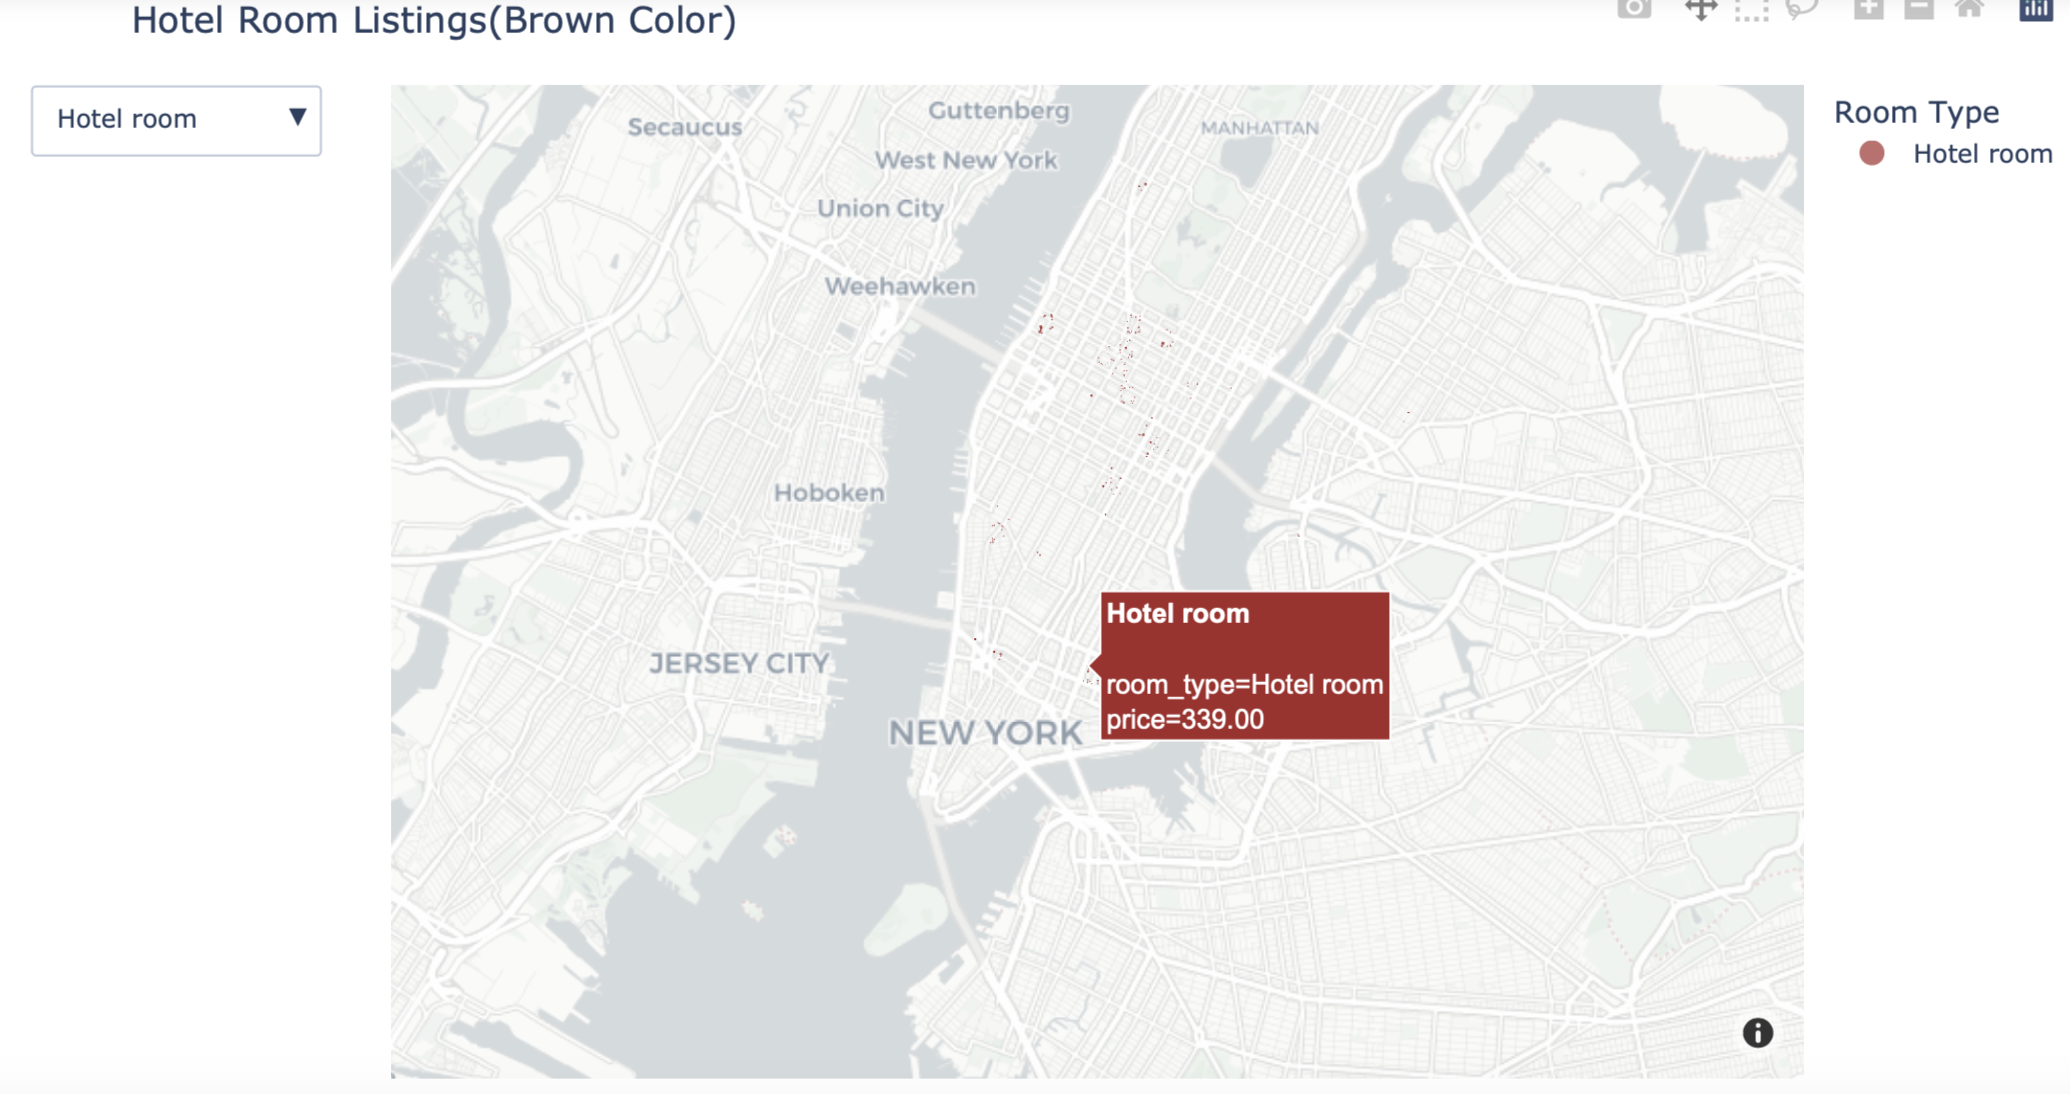 Hotel Room Listings(Brown Color)
Hotel room
Room Type
Hotel room
Guttenberg
Secaucus
MANHATTAN
West New York
Union City
Weehawken
Hoboken
JERSEY CITY
NEW YORK
Hotel room
room_type=Hotel room
price=339.00